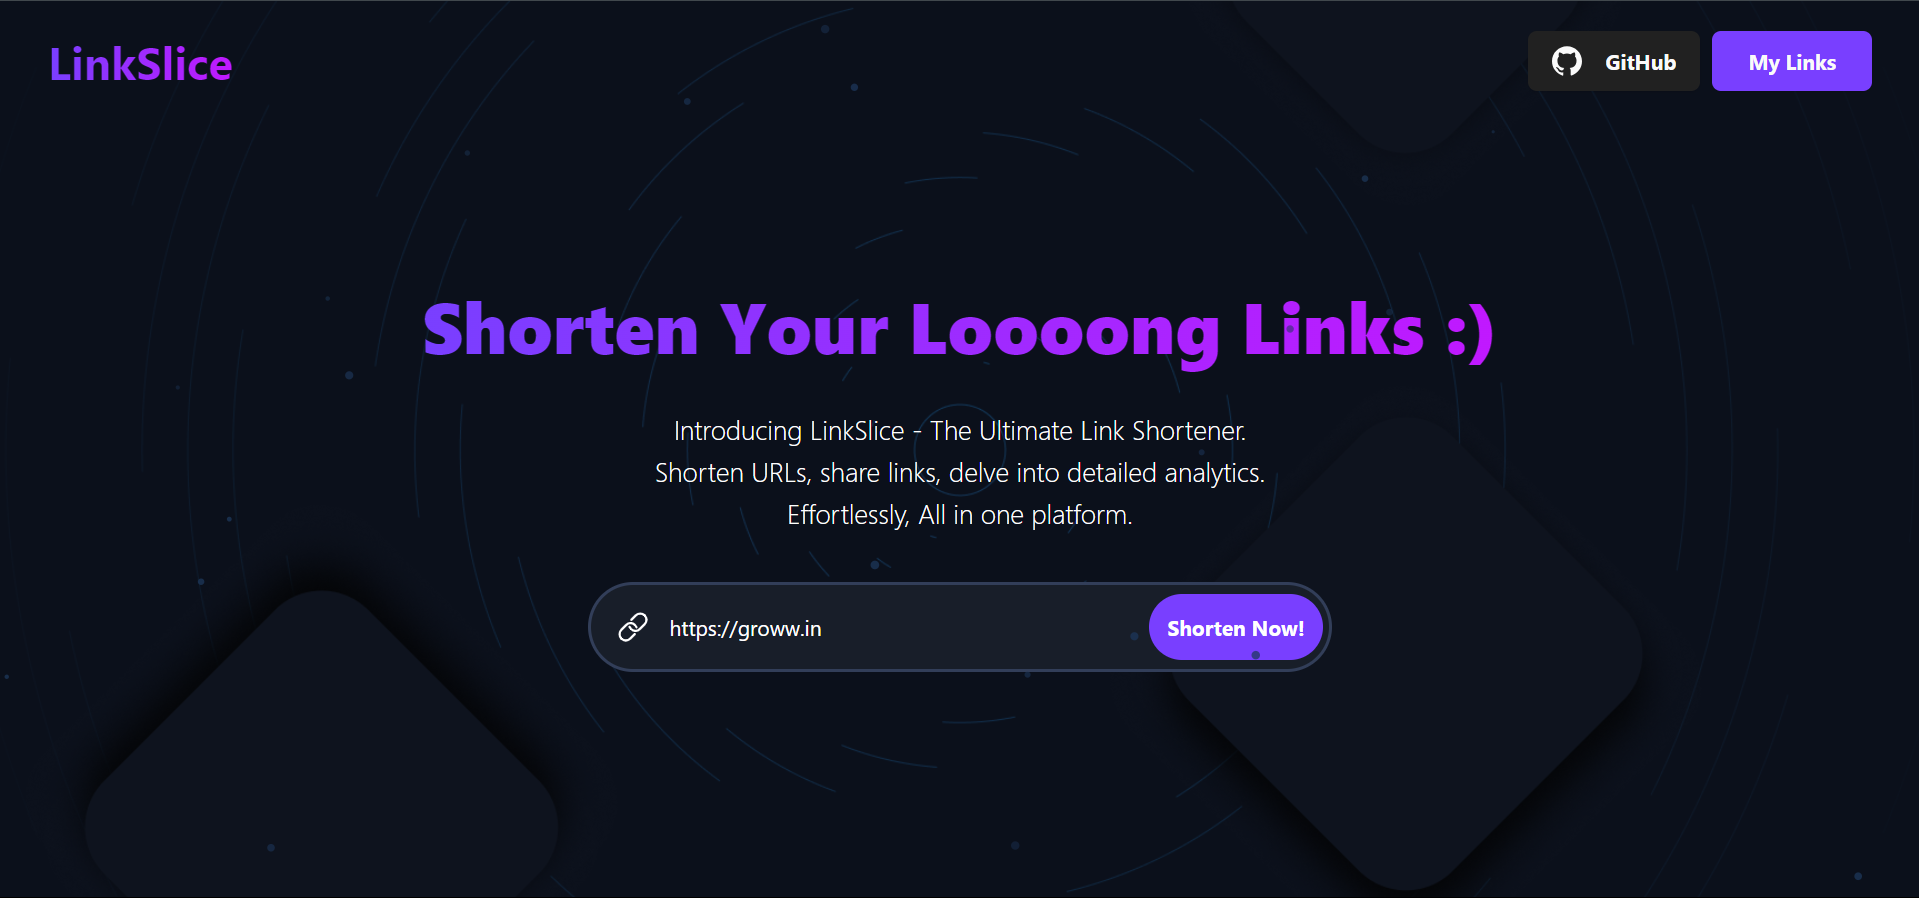 LinkSlice
GitHub
My Links
Shorten Your Loooong Links :)
Introducing LinkSlice - The Ultimate Link Shortener.
Shorten URLs, share links, delve into detailed analytics.
Effortlessly, All in one platform.
https://groww.in
Shorten Now!